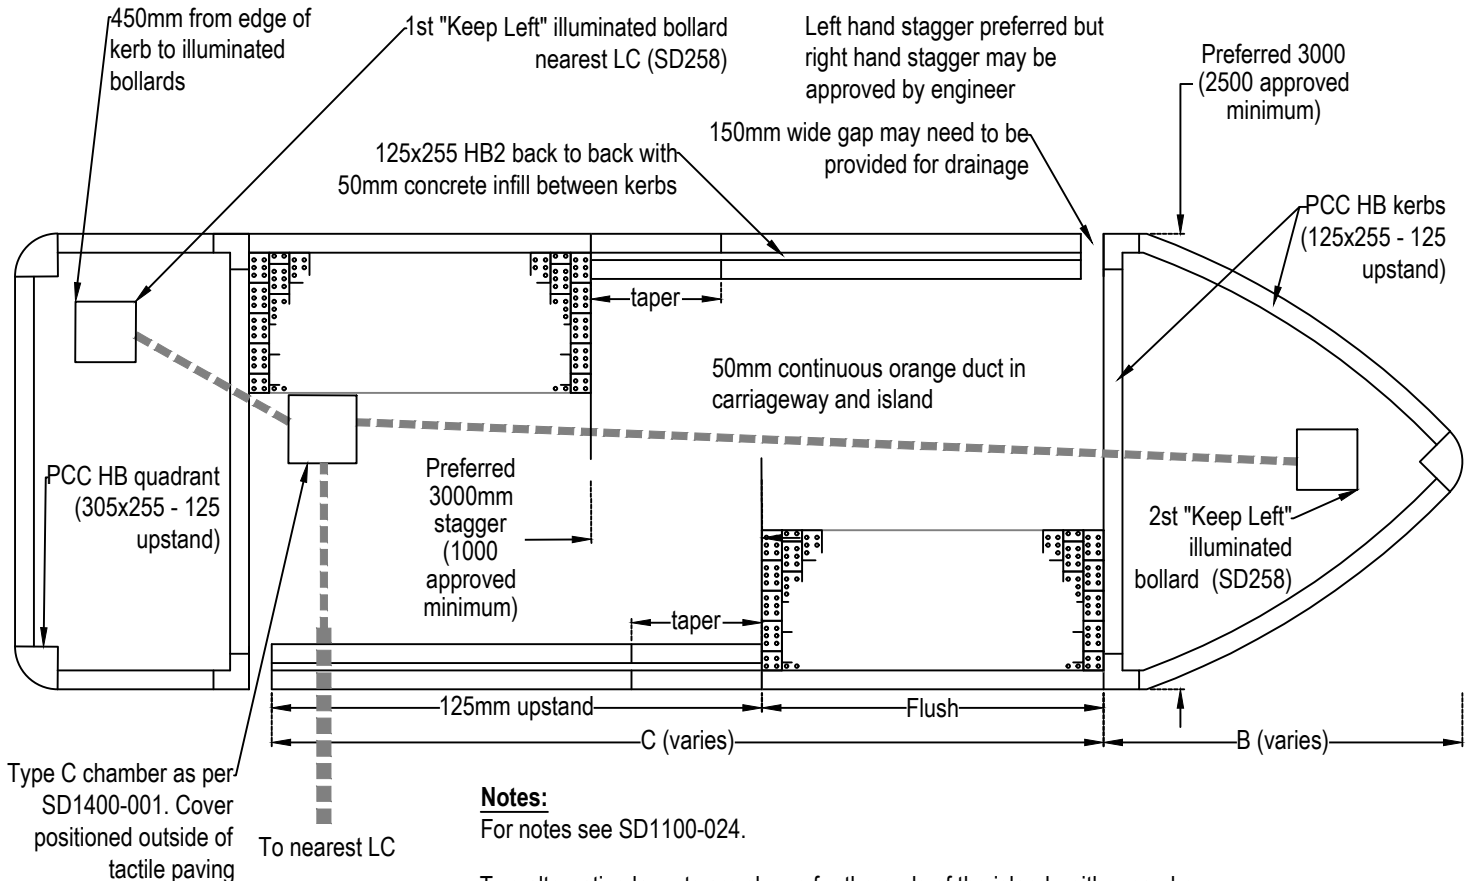 450mm from edge of
kerb to illuminated
bollards
1st "Keep Left" illuminated bollard
nearest LC (SD258)
Left hand stagger preferred but
right hand stagger may be
approved by engineer
Preferred 3000
(2500 approved
minimum)
125x255 HB2 back to back with
50mm concrete infill between kerbs
150mm wide gap may need to be
provided for drainage
PCC HB kerbs
(125x255 - 125
upstand)
taper
50mm continuous orange duct in
carriageway and island
PCC HB quadrant
(305x255 - 125
upstand)
Preferred
3000mm
stagger
(1000
approved
minimum)
2st "Keep Left"
illuminated
bollard (SD258)
taper
125mm upstand
Flush
C (varies)
B (varies)
Type C chamber as per
SD1400-001. Cover
positioned outside of
tactile paving
To nearest LC
Notes:
For notes see SD1100-024.